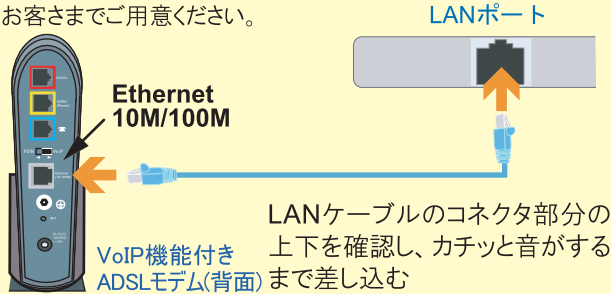 お客さまでご用意ください。
LANポート
Ethernet
10M/100M
LANケーブルのコネクタ部分の
上下を確認し、カチッと音がする
まで差し込む
VoIP機能付き
ADSLモデム(背面)